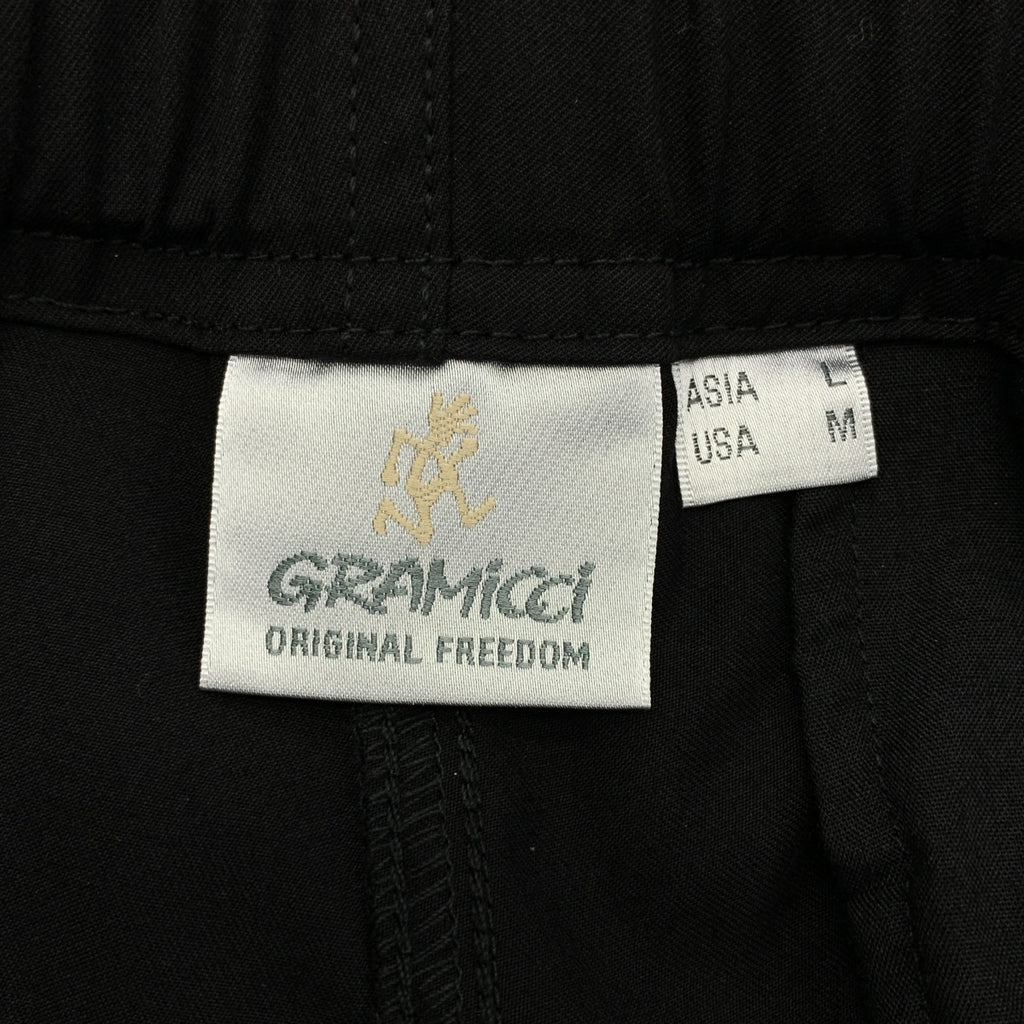 GRAMiCCi
ORIGINAL FREEDOM
ASIA L
USA M